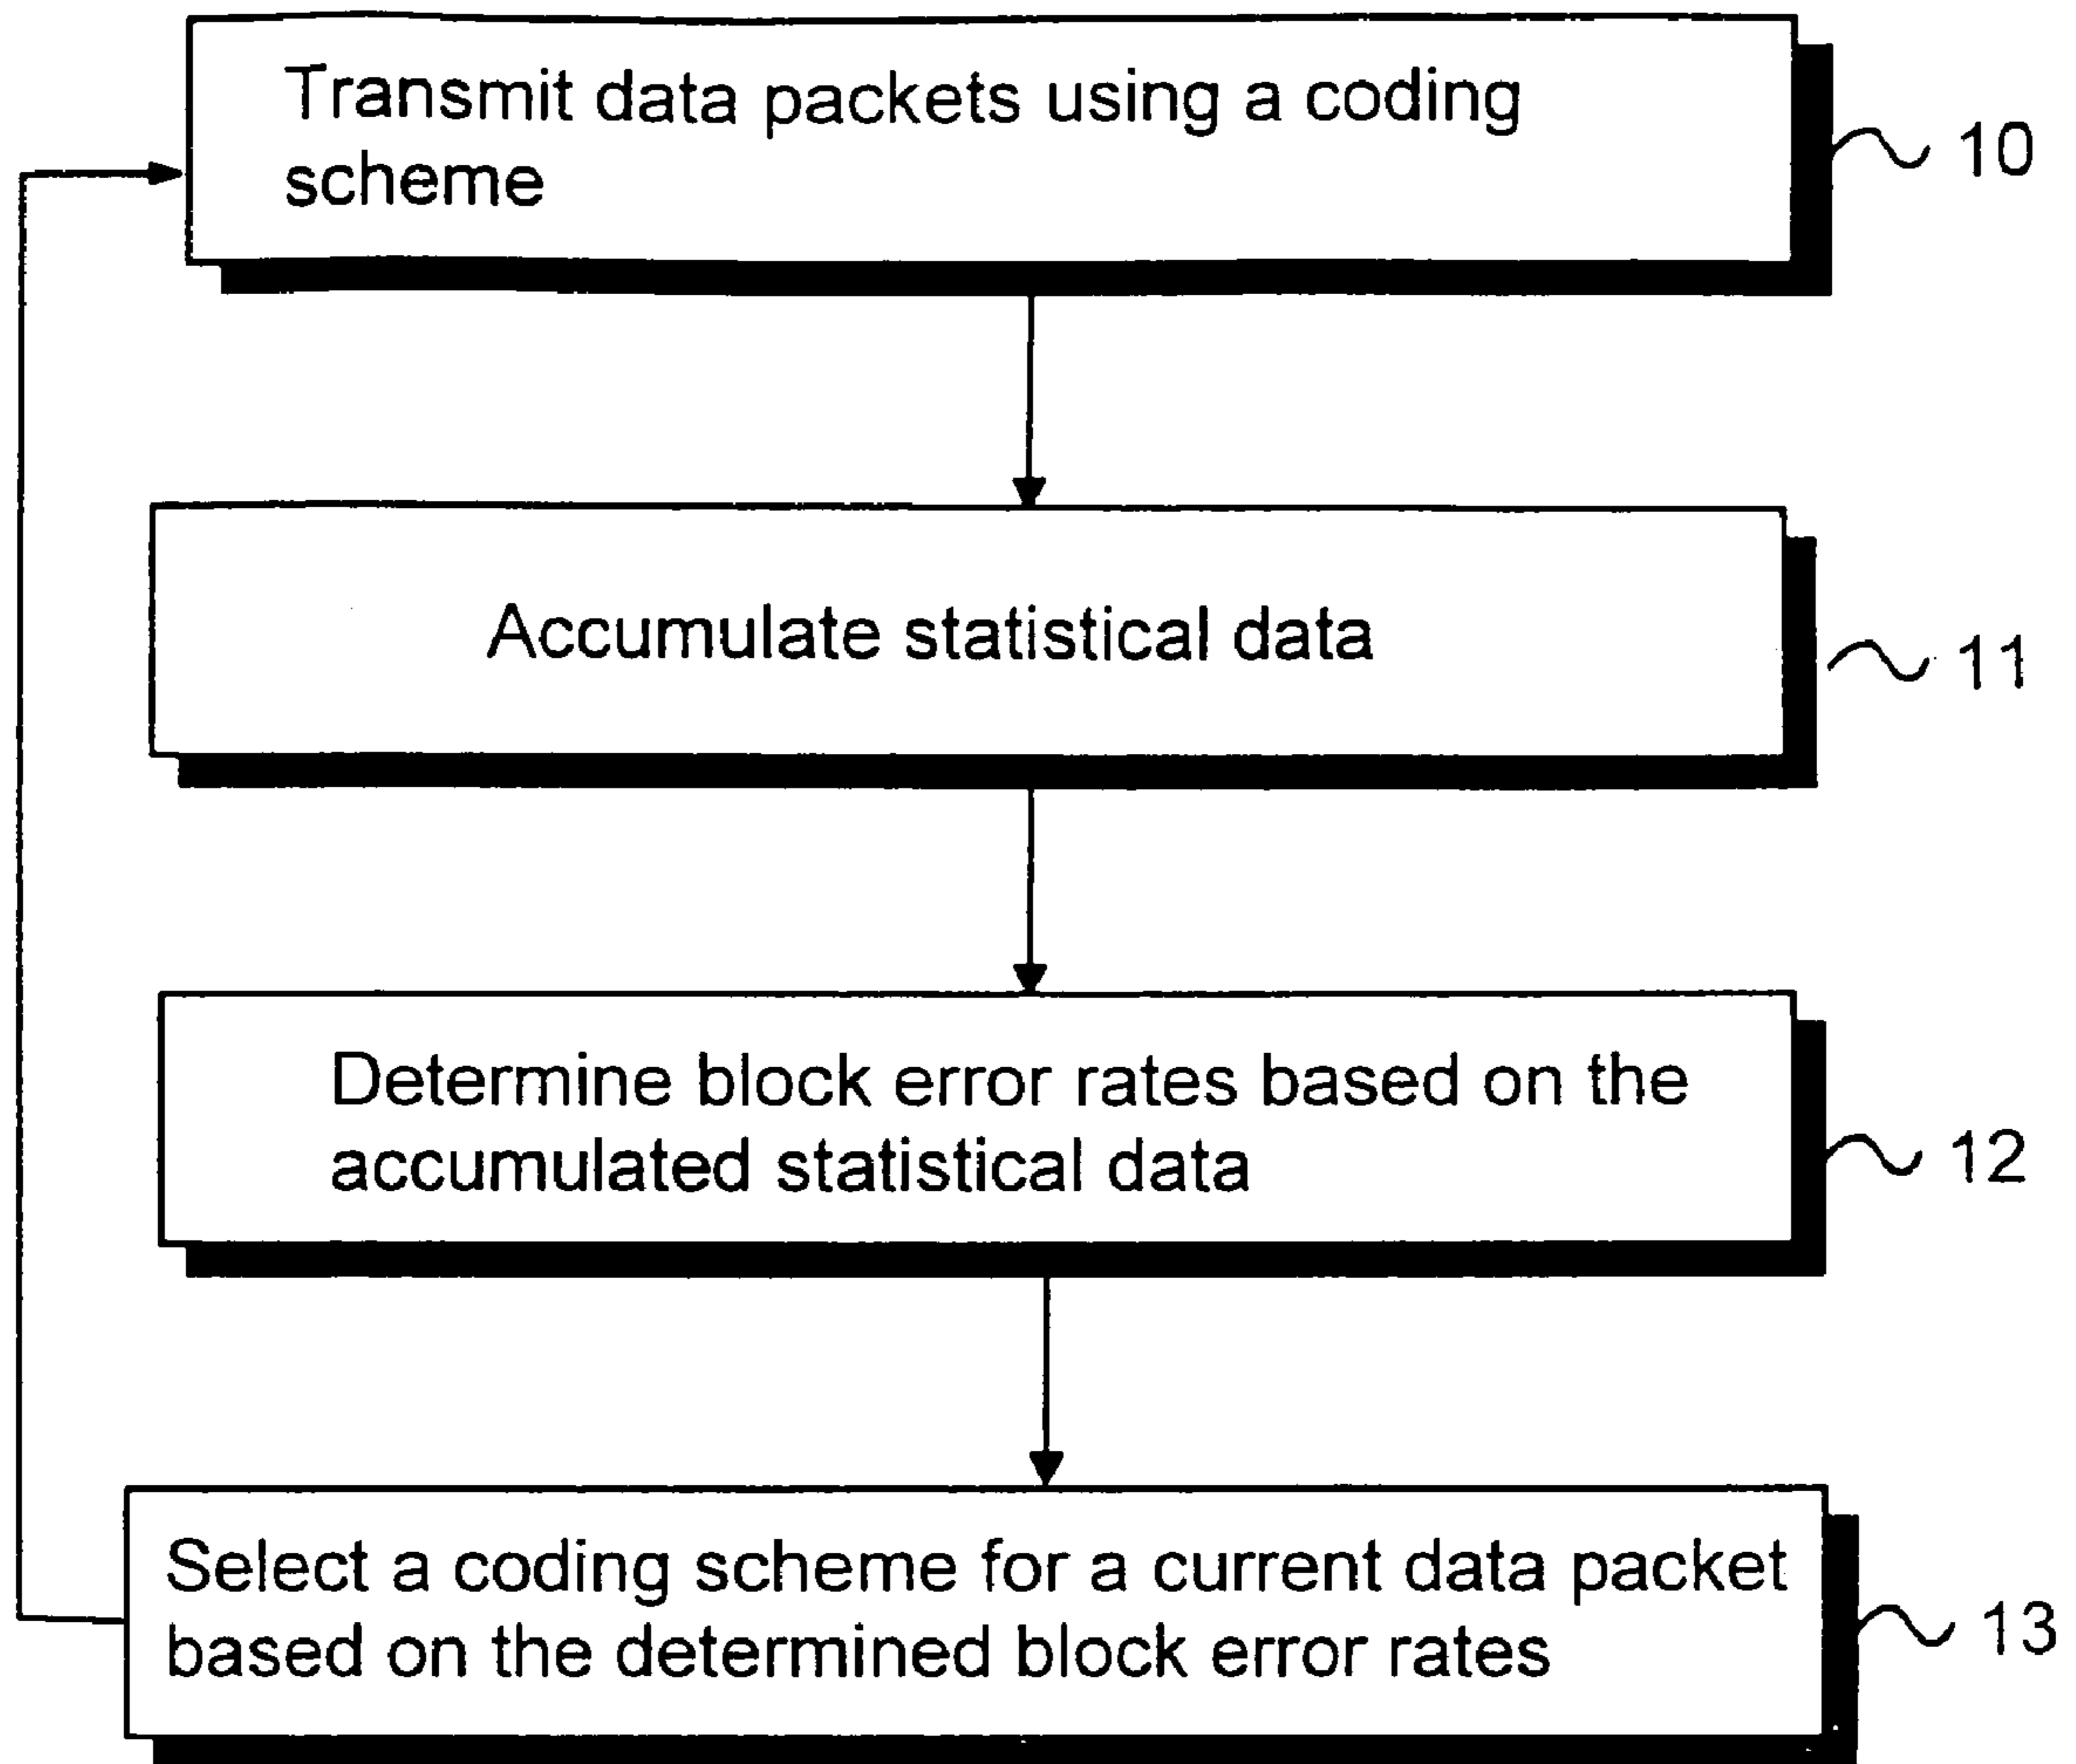 Transmit data packets using a coding
scheme
10
Accumulate statistical data
11
Determine block error rates based on the
accumulated statistical data
12
Select a coding scheme for a current data packet
based on the determined block error rates
13